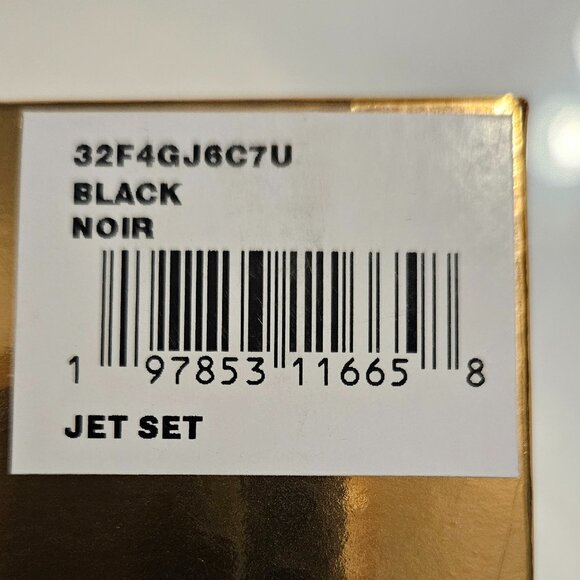 32F4GJ6C7U
BLACK
NOIR
1 97853 11665 8
JET SET